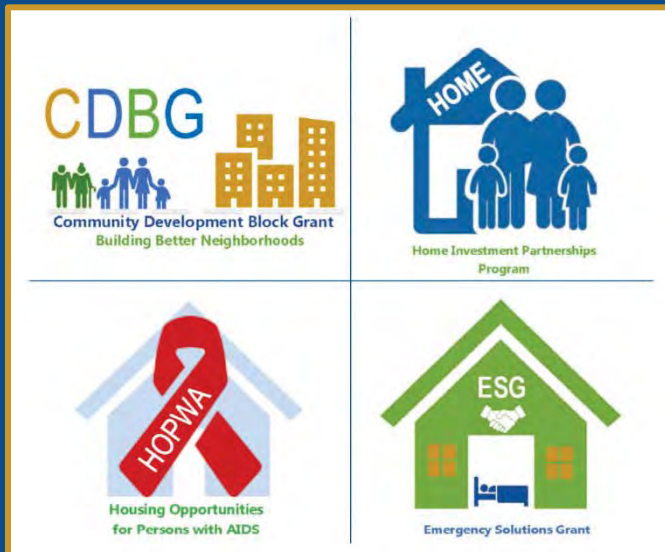 CDBG
Community Development Block Grant
Building Better Neighborhoods
HOME
Home Investment Partnerships
Program
HOPWA
Housing Opportunities
for Persons with AIDS
ESG
Emergency Solutions Grant